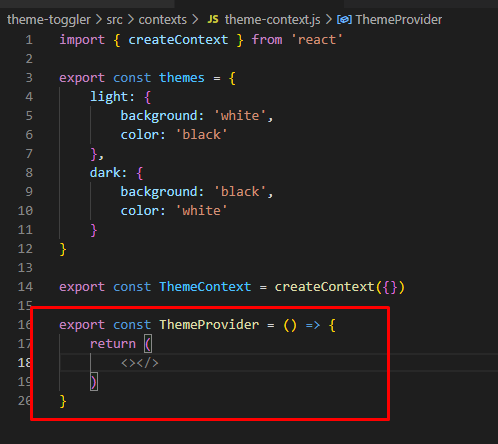 theme-toggler > src > contexts > JS theme-context.js > ThemeProvider
1 import { createContext } from 'react'
2
3 export const themes = {
4     light: {
5         background: 'white',
6         color: 'black'
7     },
8     dark: {
9         background: 'black',
10         color: 'white'
11     }
12 }
13
14 export const ThemeContext = createContext({})
15
16 export const ThemeProvider = () => {
17     return (
18         <></>
19     )
20 }